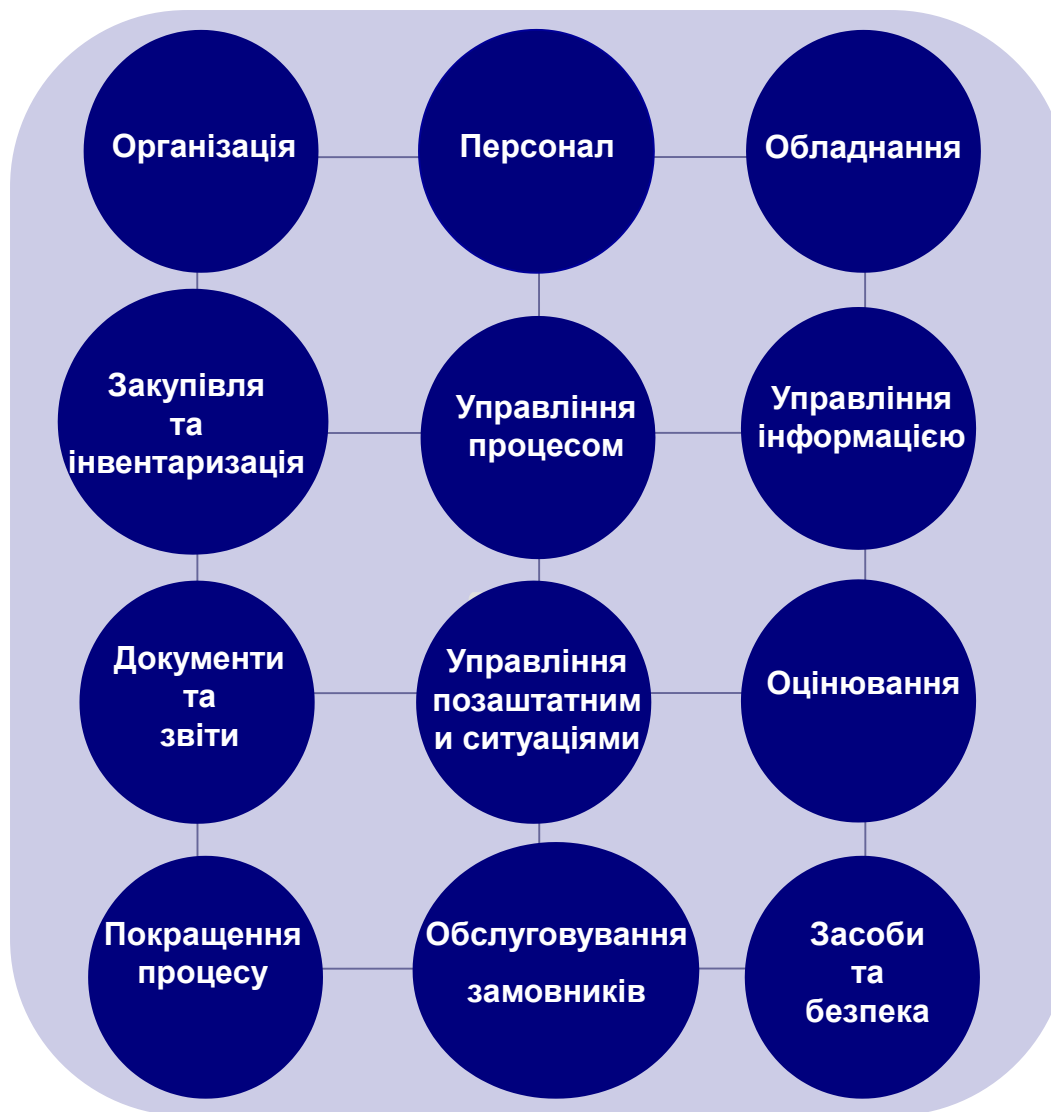 Організація
Персонал
Обладнання
Закупівля
та
інвентаризація
Управління
процесом
Управління
інформацією
Документи
та
звіти
Управління
позаштатним
и ситуаціями
Оцінювання
Покращення
процесу
Обслуговування
замовників
Засоби
та
безпека